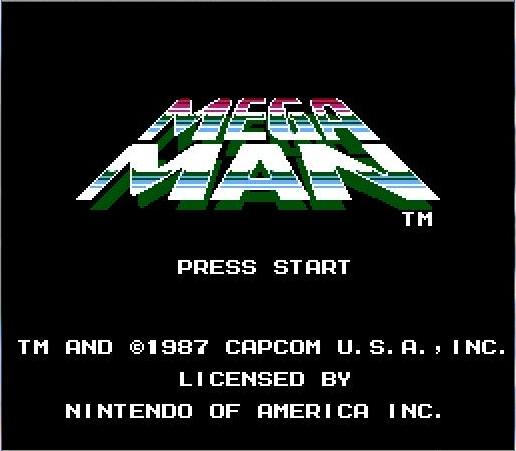 MEGA
MAN
TM
PRESS START
TM AND ©1987 CAPCOM U.S.A., INC.
LICENSED BY
NINTENDO OF AMERICA INC.